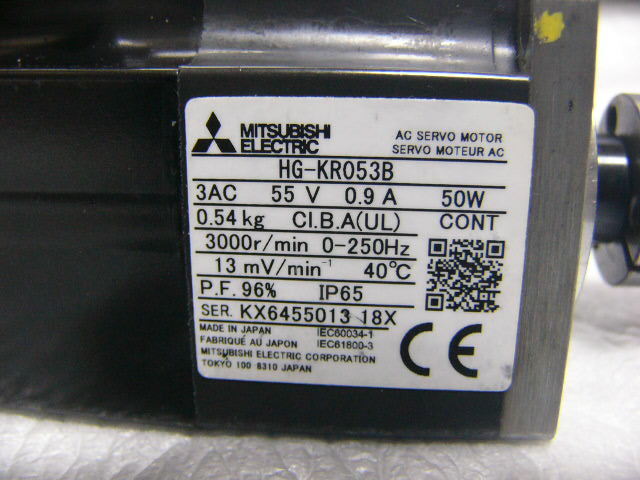 MITSUBISHI
ELECTRIC
AC SERVO MOTOR
SERVO MOTEUR AC
HG-KR053B
3AC 55 V 0.9 A 50W
0.54kg CI.B.A(UL) CONT
3000r/min 0-250Hz
13 mV/min⁻¹ 40℃
P.F. 96% IP65
SER. KX6455013 18X
MADE IN JAPAN IEC60034-1
FABRIQUÉ AU JAPON IEC61800-3
MITSUBISHI ELECTRIC CORPORATION
TOKYO 100 8310 JAPAN
CE